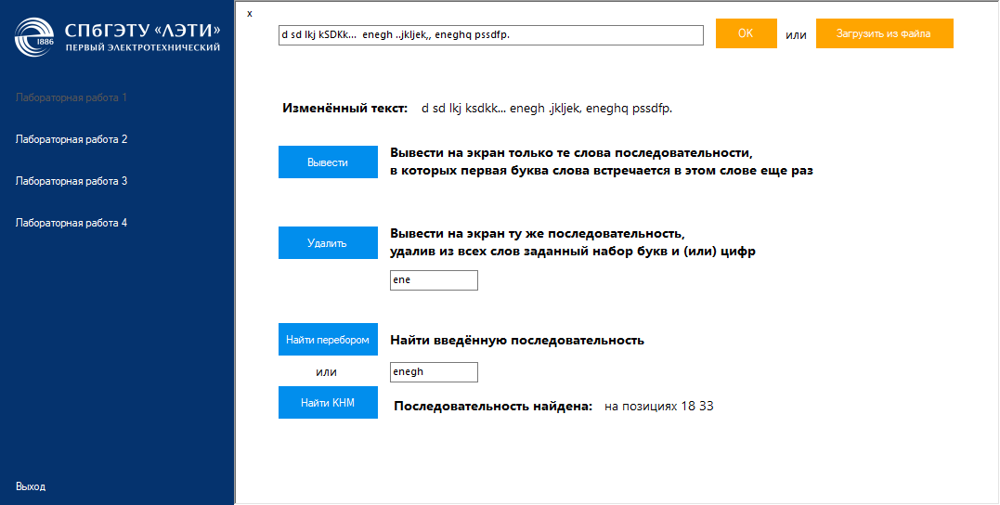 СПбГЭТУ «ЛЭТИ»
ПЕРВЫЙ ЭЛЕКТРОТЕХНИЧЕСКИЙ
1886
Лабораторная работа 1
Лабораторная работа 2
Лабораторная работа 3
Лабораторная работа 4
Выход
x
d sd lkj kSDKk...  enegh ..jkljek,, eneghq pssdfp.
ОК
или
Загрузить из файла
Изменённый текст: d sd lkj ksdkk... enegh .jkljek, eneghq pssdfp.
Вывести
Вывести на экран только те слова последовательности,
в которых первая буква слова встречается в этом слове еще раз
Удалить
Вывести на экран ту же последовательность,
удалив из всех слов заданный набор букв и (или) цифр
ene
Найти перебором
Найти введённую последовательность
или
enegh
Найти КНМ
Последовательность найдена: на позициях 18 33